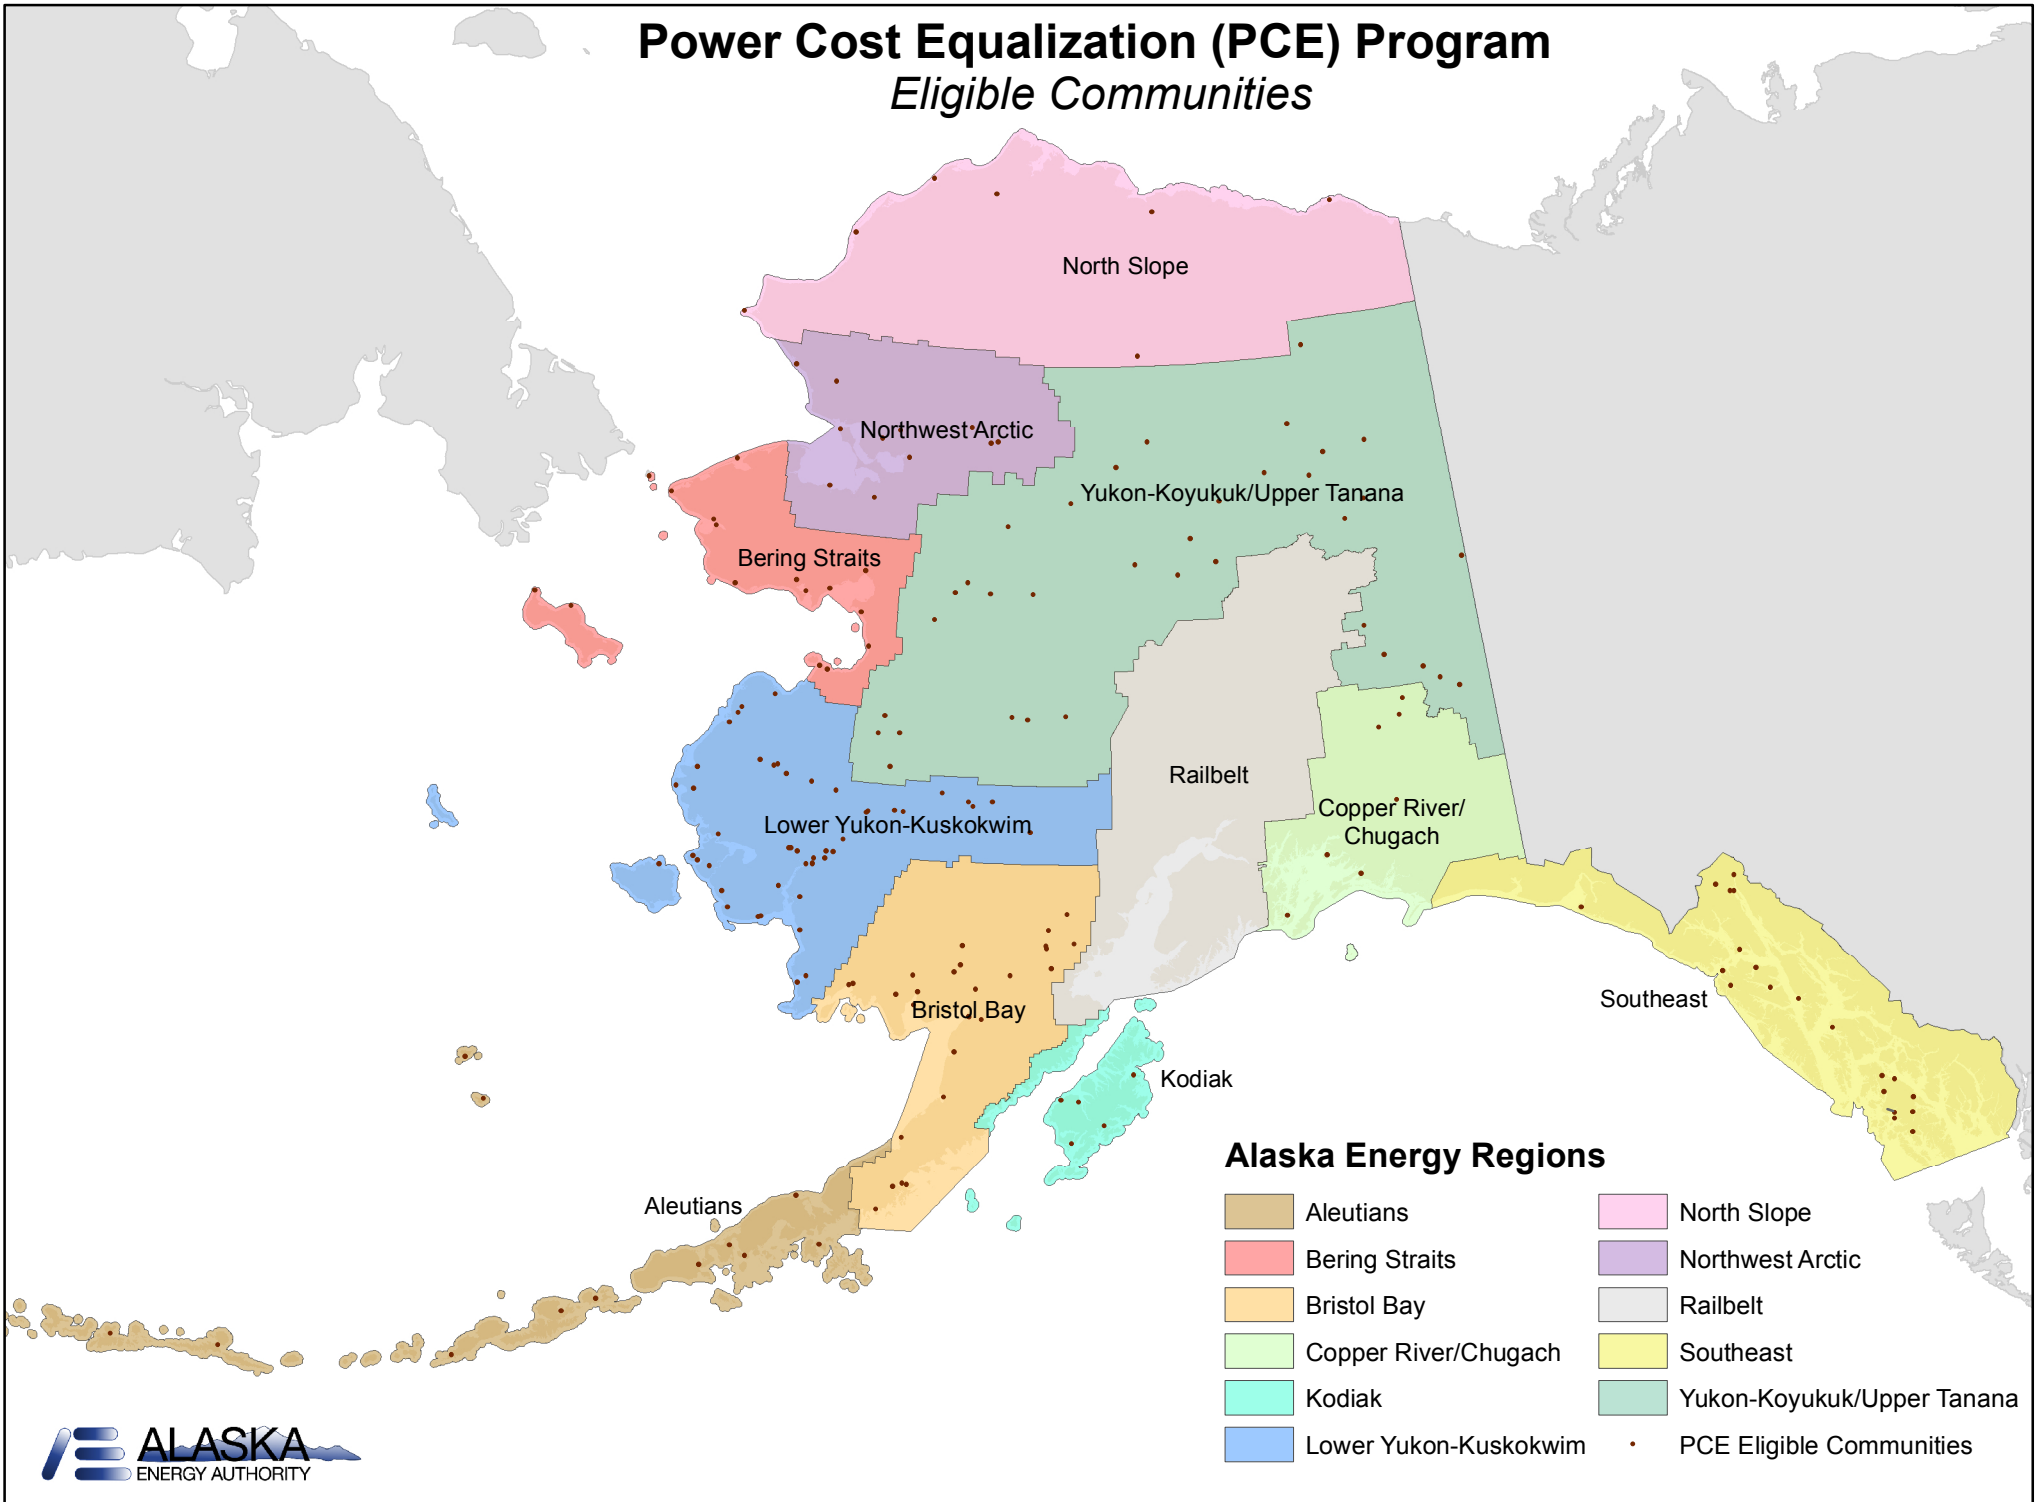 Power Cost Equalization (PCE) Program
Eligible Communities
North Slope
Northwest Arctic
Yukon-Koyukuk/Upper Tanana
Bering Straits
Railbelt
Copper River/
Chugach
Lower Yukon-Kuskokwim
Southeast
Bristol Bay
Kodiak
Aleutians
Alaska Energy Regions
Aleutians
Bering Straits
Bristol Bay
Copper River/Chugach
Kodiak
Lower Yukon-Kuskokwim
North Slope
Northwest Arctic
Railbelt
Southeast
Yukon-Koyukuk/Upper Tanana
PCE Eligible Communities
ALASKA
ENERGY AUTHORITY